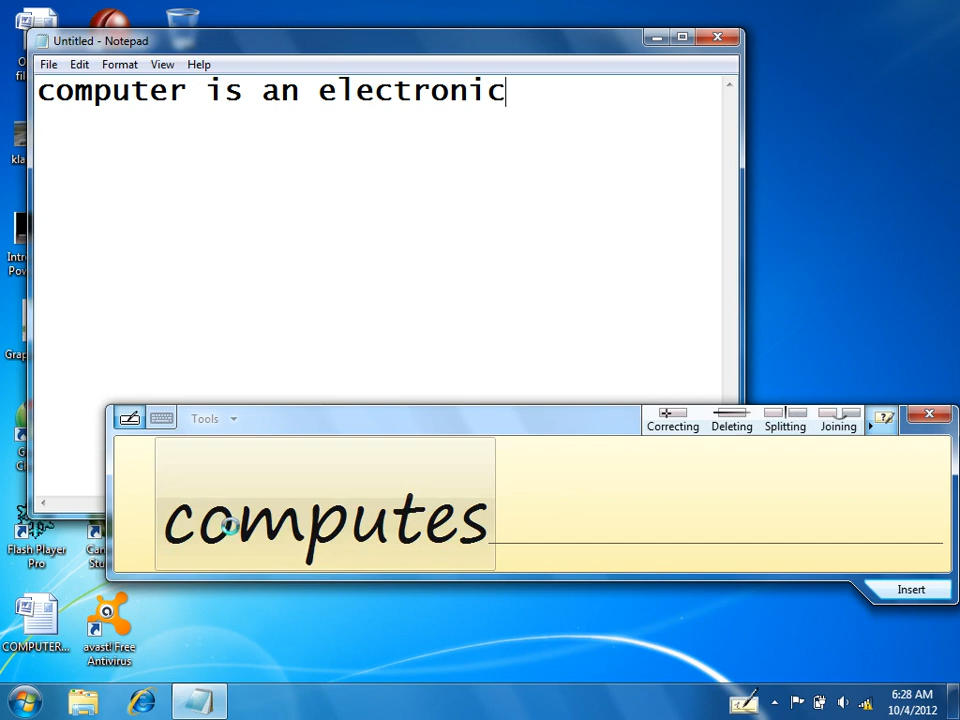 Untitled - Notepad
File Edit Format View Help
computer is an electronic
Tools
Correcting Deleting Splitting Joining
computes
Insert
Flash Player
Pro
COMPUTER...
avast! Free
Antivirus
6:28 AM
10/4/2012